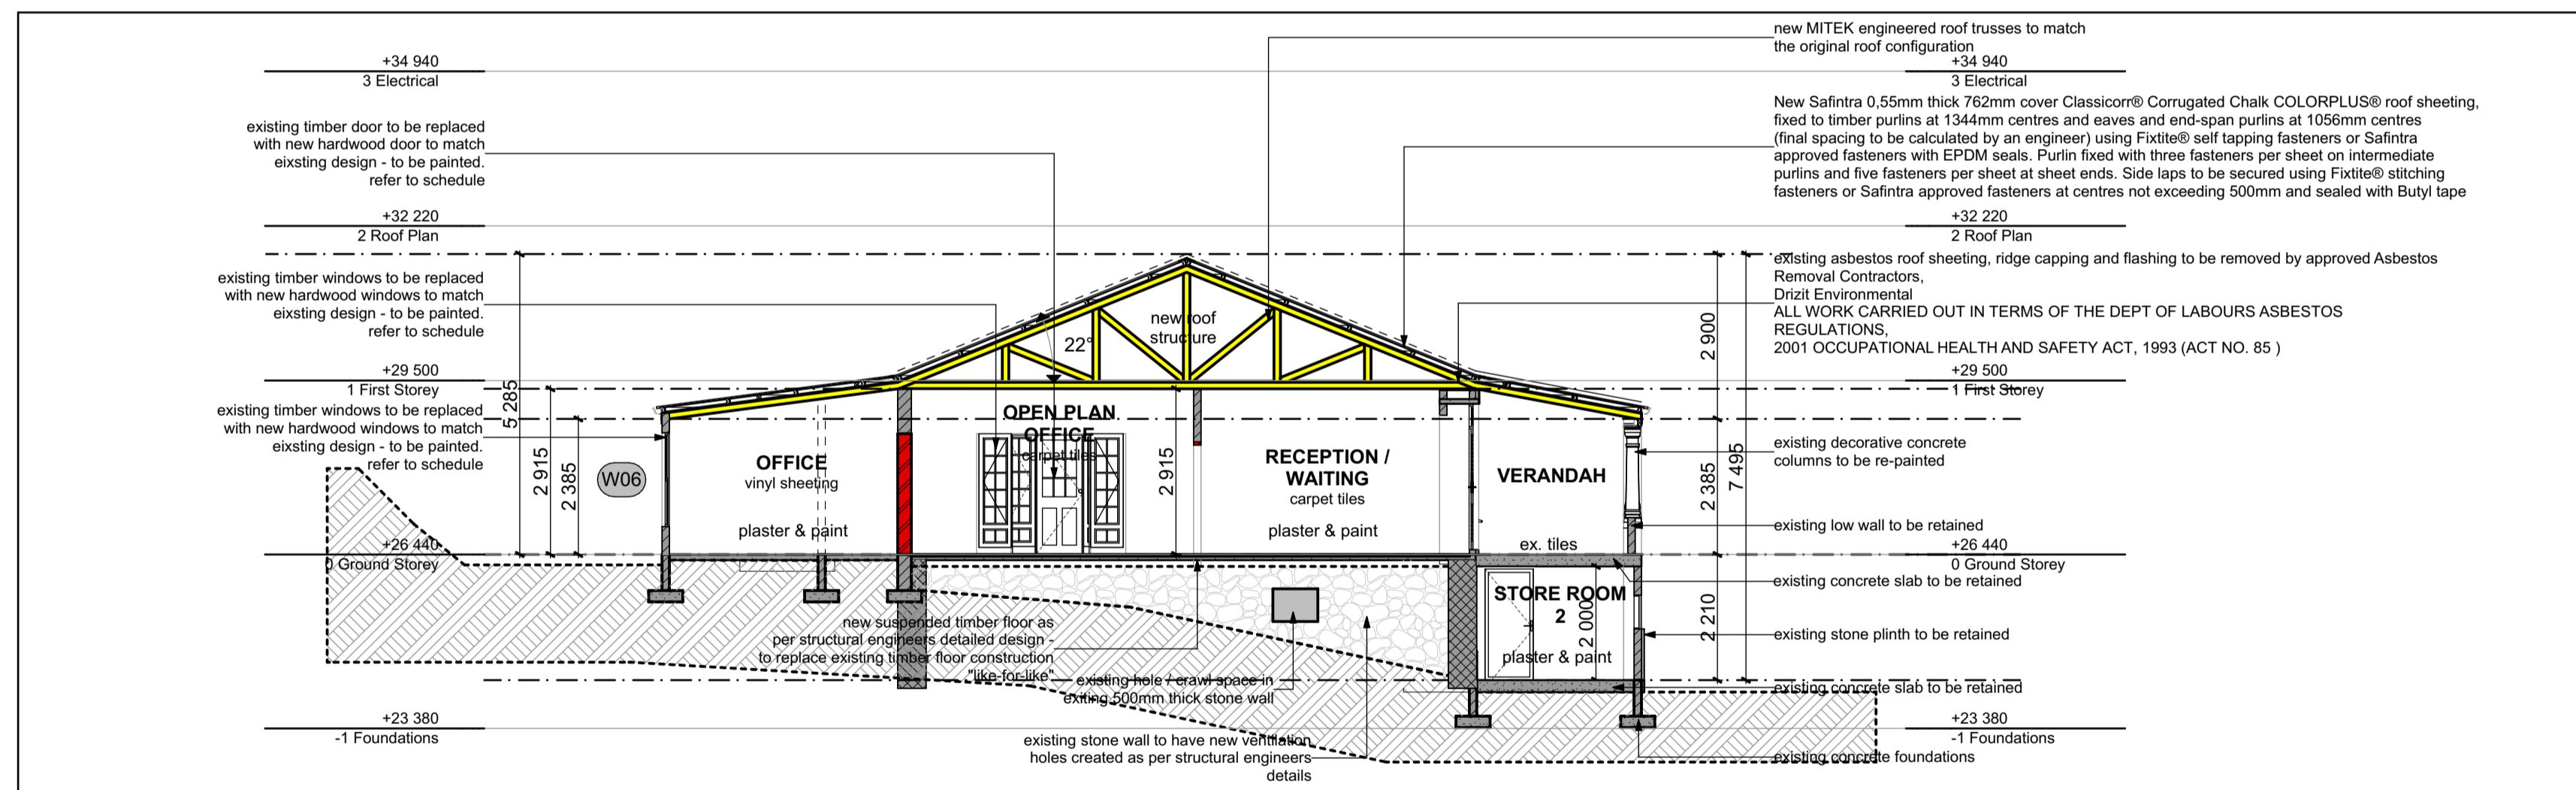 +34 940
3 Electrical
existing timber door to be replaced
with new hardwood door to match
eixsting design - to be painted.
refer to schedule
+32 220
2 Roof Plan
existing timber windows to be replaced
with new hardwood windows to match
eixsting design - to be painted.
refer to schedule
+29 500
1 First Storey
existing timber windows to be replaced
with new hardwood windows to match
eixsting design - to be painted.
refer to schedule
+26 440
0 Ground Storey
+23 380
-1 Foundations
5 285
2 915
2 385
W06
22°
new roof
structure
OFFICE
vinyl sheeting
plaster & paint
OPEN PLAN
OFFICE
carpet tiles
2 915
RECEPTION /
WAITING
carpet tiles
plaster & paint
VERANDAH
ex. tiles
STORE ROOM
2
2 000
plaster & paint
new suspended timber floor as
per structural engineers detailed design -
to replace existing timber floor construction
"like-for-like"
existing hole / crawl space in
exiting 500mm thick stone wall
existing stone wall to have new ventilation
holes created as per structural engineers
details
2 900
2 385
2 210
7 495
new MITEK engineered roof trusses to match
the original roof configuration
+34 940
3 Electrical
New Safintra 0,55mm thick 762mm cover Classicorr® Corrugated Chalk COLORPLUS® roof sheeting,
fixed to timber purlins at 1344mm centres and eaves and end-span purlins at 1056mm centres
(final spacing to be calculated by an engineer) using Fixtite® self tapping fasteners or Safintra
approved fasteners with EPDM seals. Purlin fixed with three fasteners per sheet on intermediate
purlins and five fasteners per sheet at sheet ends. Side laps to be secured using Fixtite® stitching
fasteners or Safintra approved fasteners at centres not exceeding 500mm and sealed with Butyl tape
+32 220
2 Roof Plan
existing asbestos roof sheeting, ridge capping and flashing to be removed by approved Asbestos
Removal Contractors,
Drizit Environmental
ALL WORK CARRIED OUT IN TERMS OF THE DEPT OF LABOURS ASBESTOS
REGULATIONS,
2001 OCCUPATIONAL HEALTH AND SAFETY ACT, 1993 (ACT NO. 85 )
+29 500
1 First Storey
existing decorative concrete
columns to be re-painted
existing low wall to be retained
+26 440
0 Ground Storey
existing concrete slab to be retained
existing stone plinth to be retained
existing concrete slab to be retained
+23 380
-1 Foundations
existing concrete foundations